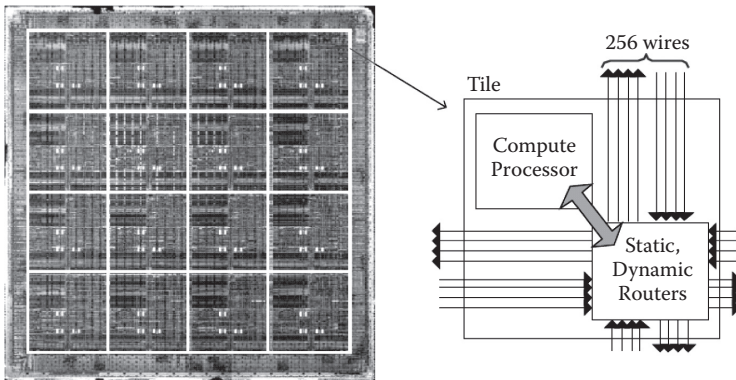 256 wires
Tile
Compute
Processor
Static,
Dynamic
Routers